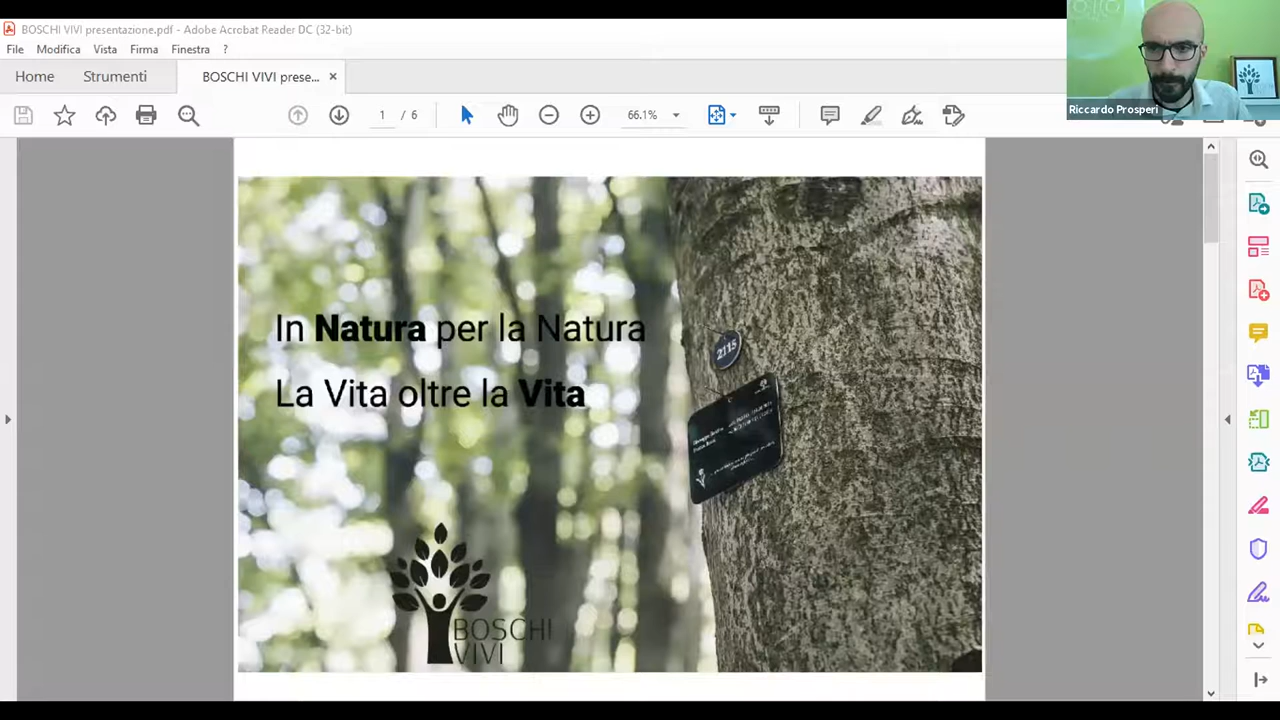 BOSCHI VIVI presentazione.pdf - Adobe Acrobat Reader DC (32-bit)
File Modifica Vista Firma Finestra ?
Home Strumenti BOSCHI VIVI prese... ×
1 / 6 66.1%
Riccardo Prosperi
In Natura per la Natura
2115
La Vita oltre la Vita
BOSCHI
VIVI